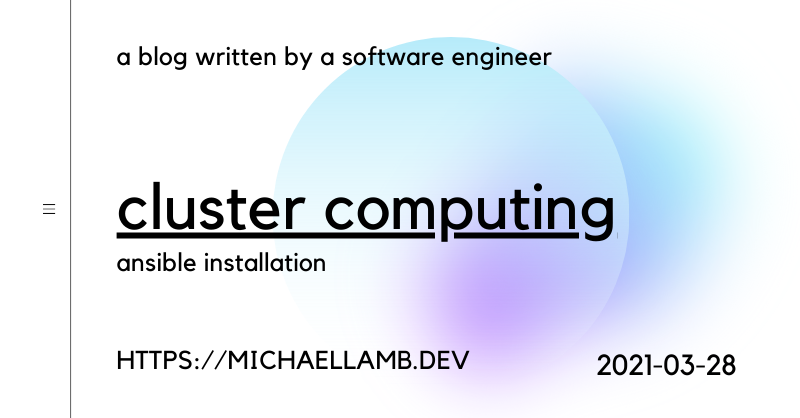 a blog written by a software engineer
cluster computing
ansible installation
HTTPS://MICHAELLAMB.DEV
2021-03-28